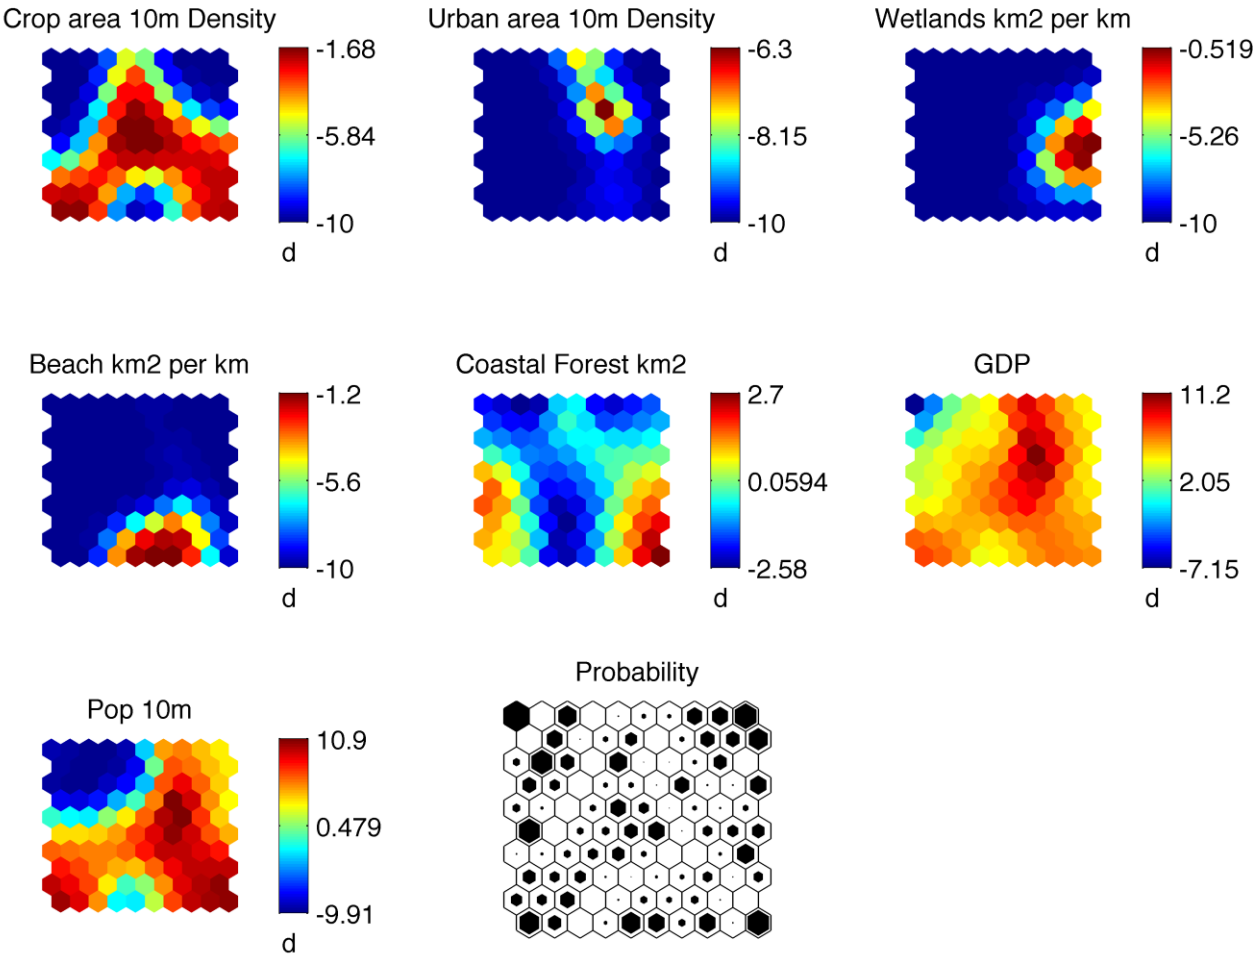 Crop area 10m Density
-1.68
-5.84
-10
d
Urban area 10m Density
-6.3
-8.15
-10
d
Wetlands km2 per km
-0.519
-5.26
-10
d
Beach km2 per km
-1.2
-5.6
-10
d
Coastal Forest km2
2.7
0.0594
-2.58
d
GDP
11.2
2.05
-7.15
d
Pop 10m
10.9
0.479
-9.91
d
Probability